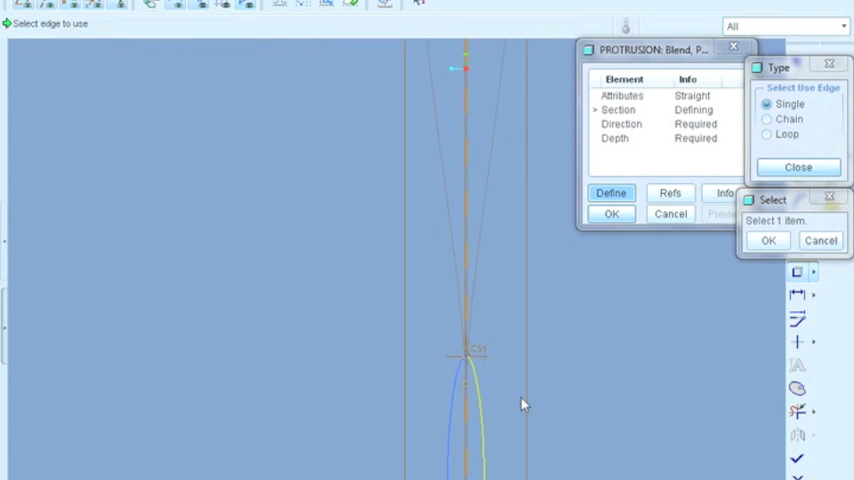 Select edge to use
All
PROTRUSION: Blend, P...
Element Info
Attributes Straight
> Section Defining
Direction Required
Depth Required
Define Refs Info
OK Cancel Previe
Type
Select Use Edge
Single
Chain
Loop
Close
Select
Select 1 item.
OK Cancel
CS1